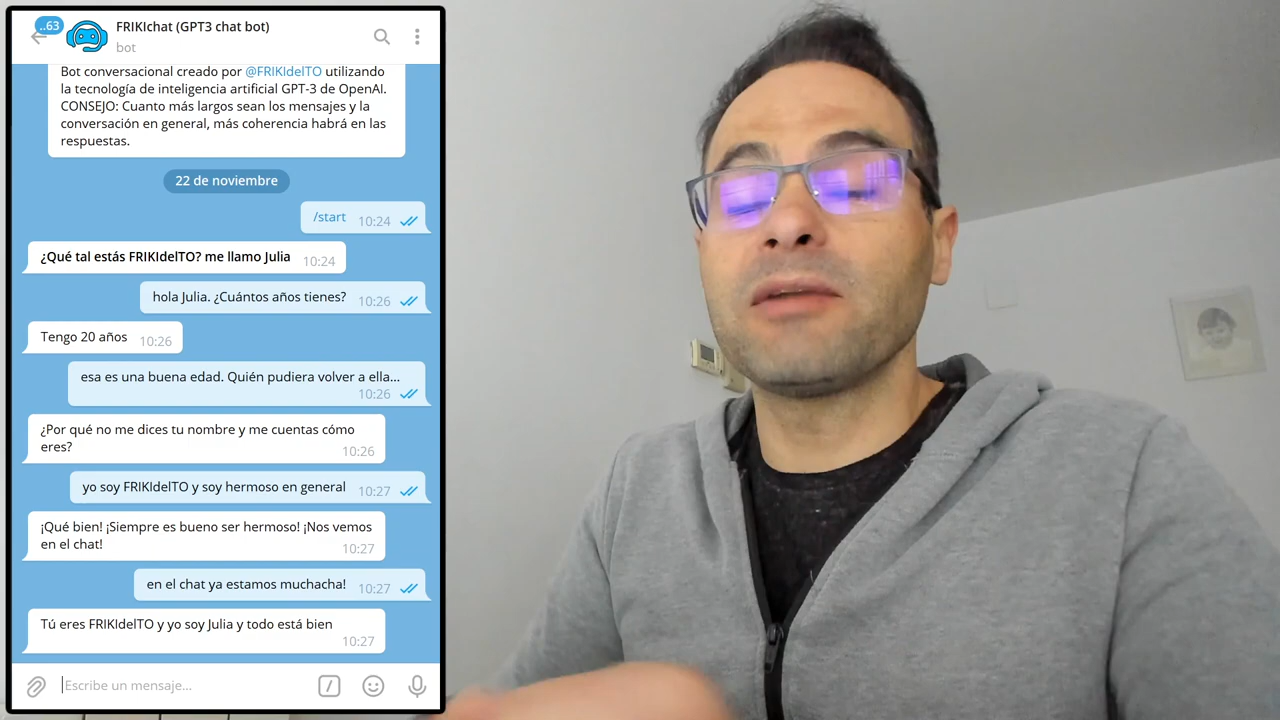 ..63
FRIKIchat (GPT3 chat bot)
bot
Bot conversacional creado por @FRIKIdelTO utilizando
la tecnología de inteligencia artificial GPT-3 de OpenAI.
CONSEJO: Cuanto más largos sean los mensajes y la
conversación en general, más coherencia habrá en las
respuestas.
22 de noviembre
/start 10:24
¿Qué tal estás FRIKIdelTO? me llamo Julia 10:24
hola Julia. ¿Cuántos años tienes? 10:26
Tengo 20 años 10:26
esa es una buena edad. Quién pudiera volver a ella...
10:26
¿Por qué no me dices tu nombre y me cuentas cómo
eres? 10:26
yo soy FRIKIdelTO y soy hermoso en general 10:27
¡Qué bien! ¡Siempre es bueno ser hermoso! ¡Nos vemos
en el chat! 10:27
en el chat ya estamos muchacha! 10:27
Tú eres FRIKIdelTO y yo soy Julia y todo está bien
10:27
Escribe un mensaje...